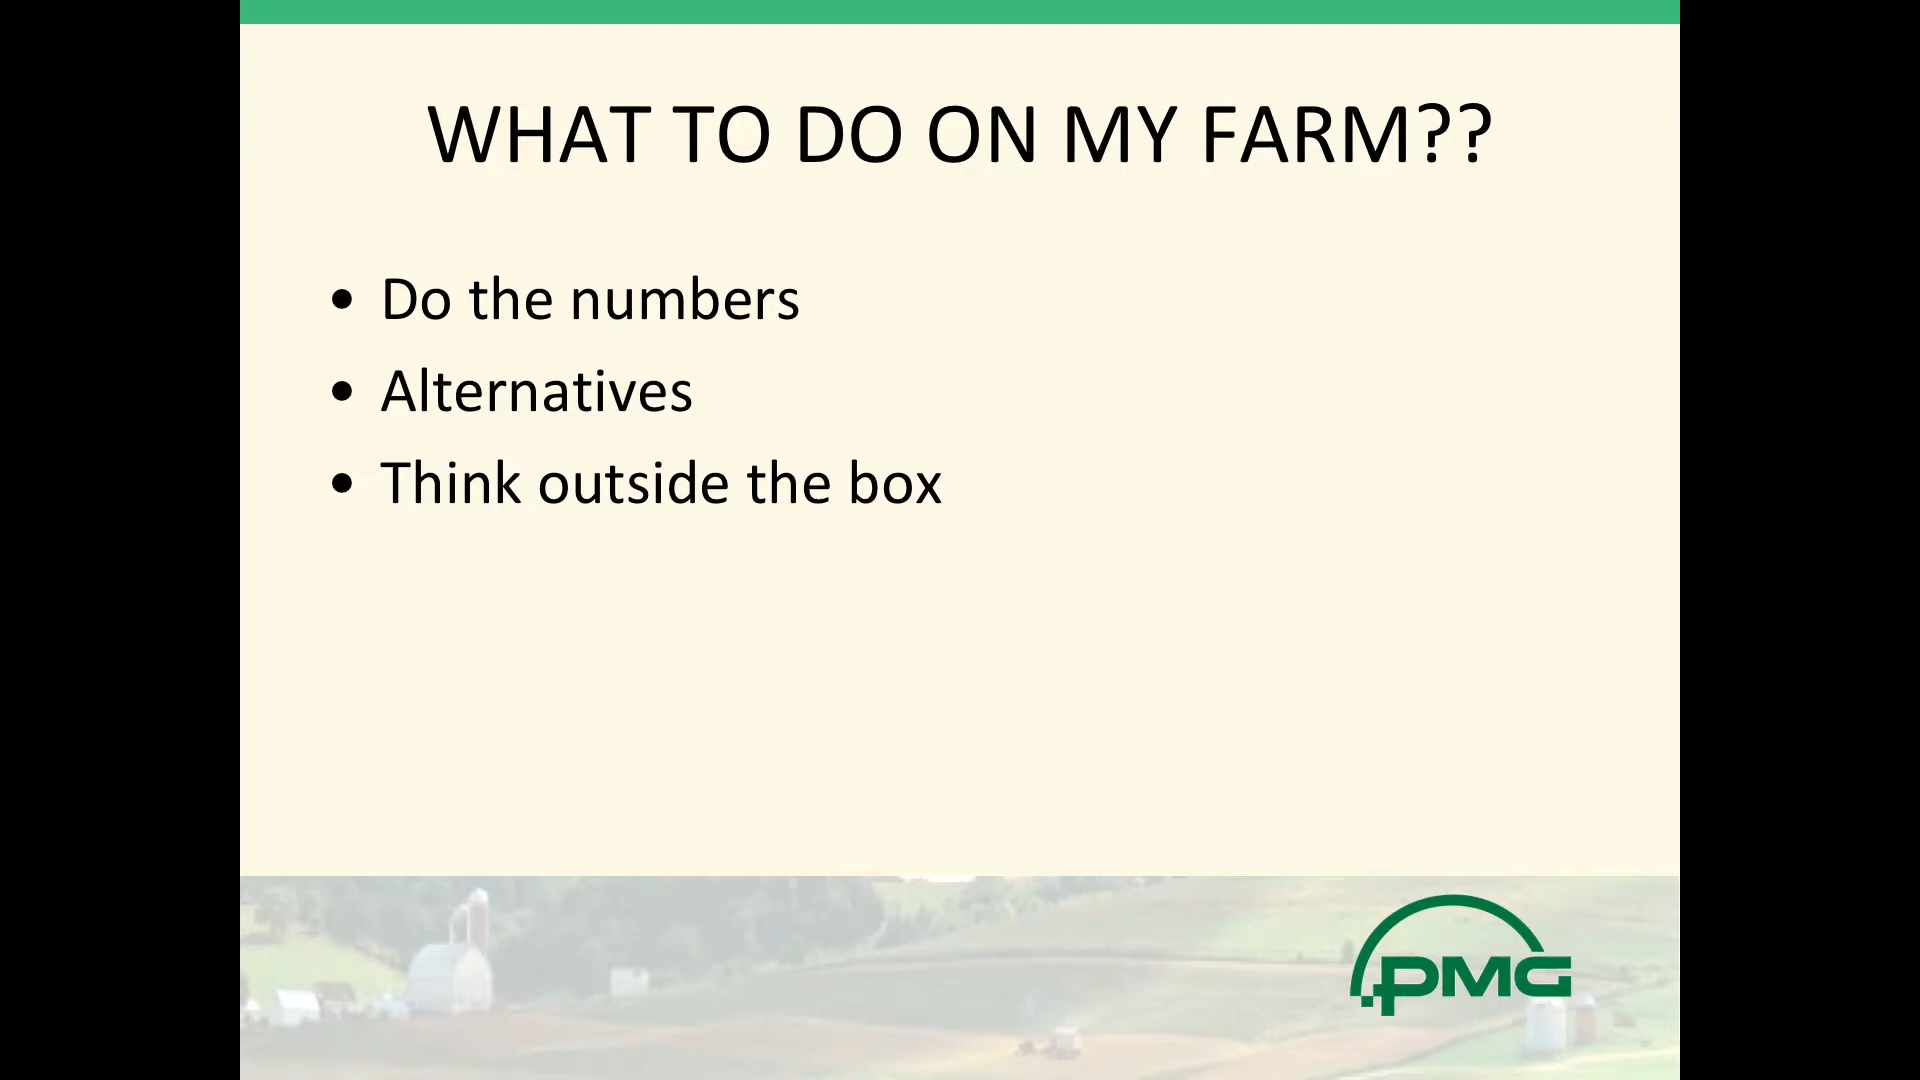 WHAT TO DO ON MY FARM??
• Do the numbers
• Alternatives
• Think outside the box
PMG